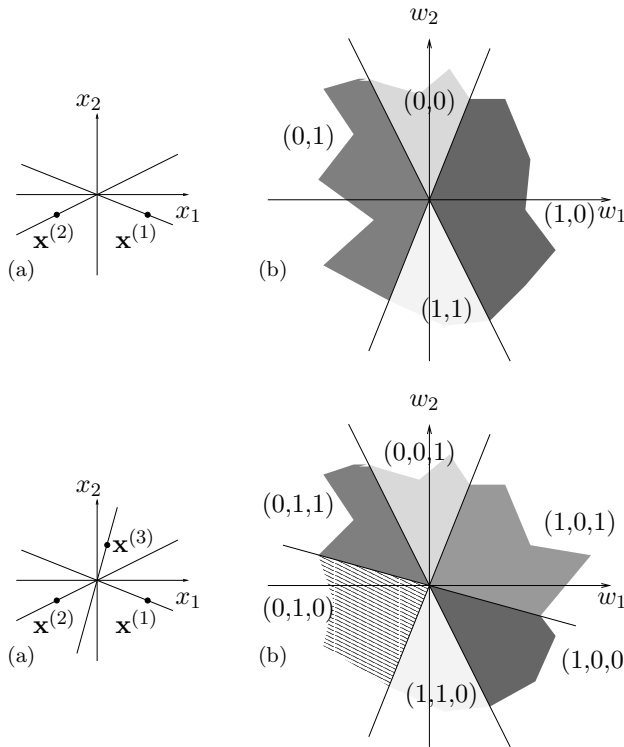 w₂
x₂
(0,0)
(0,1)
x₁
x⁽²⁾ x⁽¹⁾
(1,0) w₁
(a)
(b)
(1,1)
w₂
(0,0,1)
x₂
(0,1,1)
(1,0,1)
x⁽³⁾
x₁
(0,1,0)
w₁
x⁽²⁾ x⁽¹⁾
(a)
(b)
(1,0,0
(1,1,0)